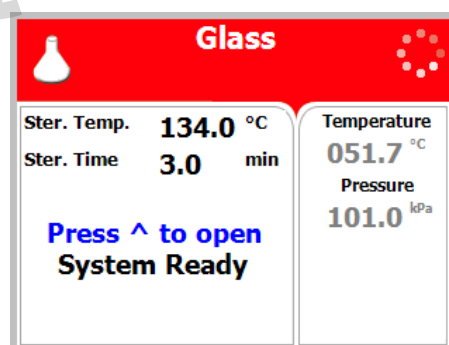 Glass
Ster. Temp. 134.0 °C
Ster. Time 3.0 min
Press ^ to open
System Ready
Temperature
051.7 °C
Pressure
101.0 kPa